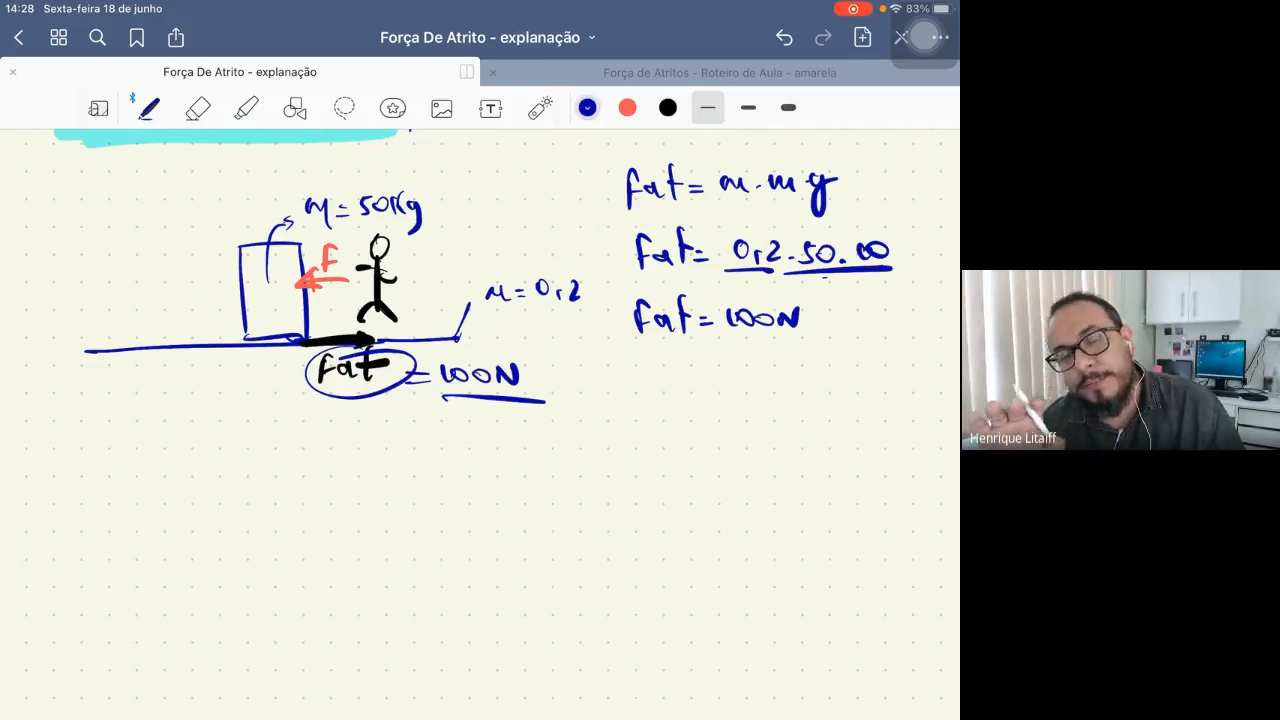 14:28 Sexta-feira 18 de junho
83%
Força De Atrito - explanação
Força De Atrito - explanação
Força de Atritos - Roteiro de Aula - amarela
m = 50Kg
F
μ = 0,2
fat = 100N
fat = μ.m.g
fat = 0,2.50.10
fat = 100N
Henrique Litaiff